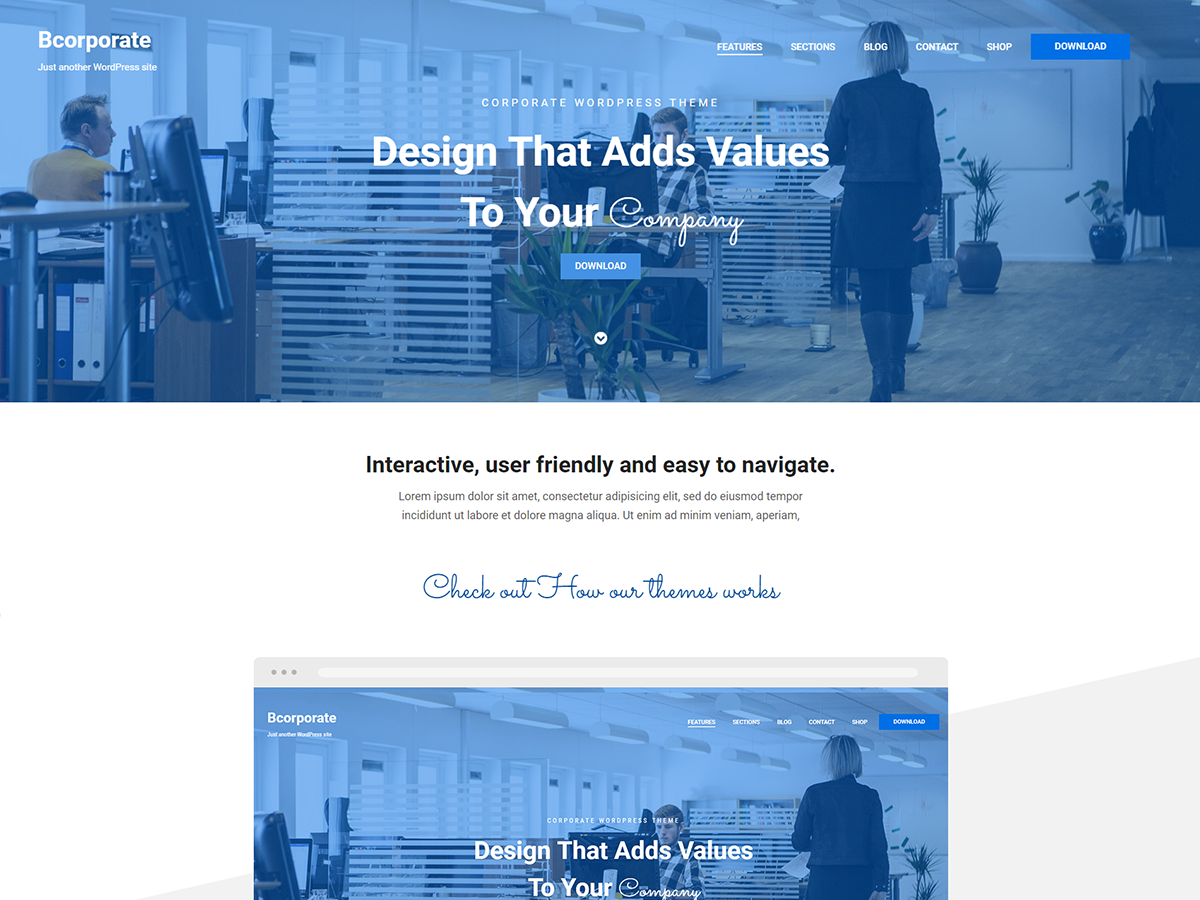 Bcorporate
Just another WordPress site
FEATURES SECTIONS BLOG CONTACT SHOP DOWNLOAD
CORPORATE WORDPRESS THEME
Design That Adds Values
To Your Company
DOWNLOAD
Interactive, user friendly and easy to navigate.
Lorem ipsum dolor sit amet, consectetur adipisicing elit, sed do eiusmod tempor
incididunt ut labore et dolore magna aliqua. Ut enim ad minim veniam, aperiam,
Check out How our themes works
Bcorporate
Just another WordPress site
FEATURES SECTIONS BLOG CONTACT SHOP DOWNLOAD
CORPORATE WORDPRESS THEME
Design That Adds Values
To Your Company